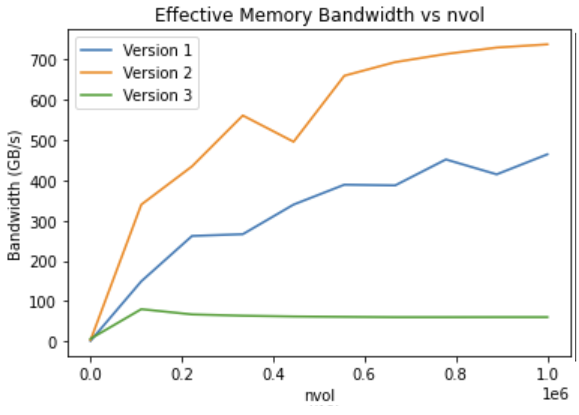 Effective Memory Bandwidth vs nvol
Version 1
Version 2
Version 3
Bandwidth (GB/s)
700
600
500
400
300
200
100
0
0.0 0.2 0.4 0.6 0.8 1.0
1e6
nvol